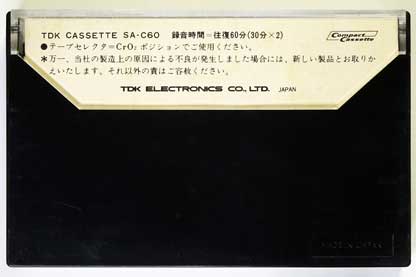 TDK CASSETTE SA-C60 録音時間=往復60分(30分×2)
Compact Cassette
●テープセレクタ=CrO₂ ポジションでご使用ください。
*万一、当社の製造上の原因による不良が発生しました場合には、新しい製品とお取りか
えいたします。それ以外の責はご容赦ください。
TDK ELECTRONICS CO., LTD. JAPAN
MADE IN JAPAN